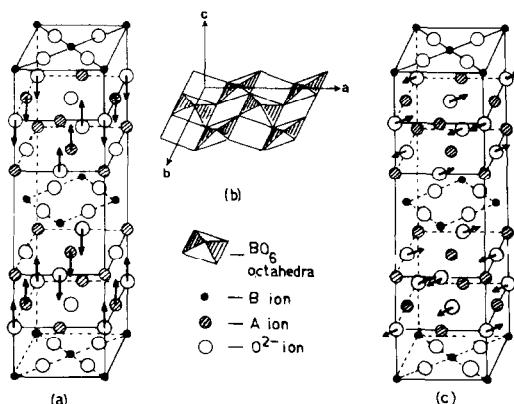 c
a
b
(b)
BO6
octahedra
— B ion
— A ion
— O2− ion
(a)
(c)